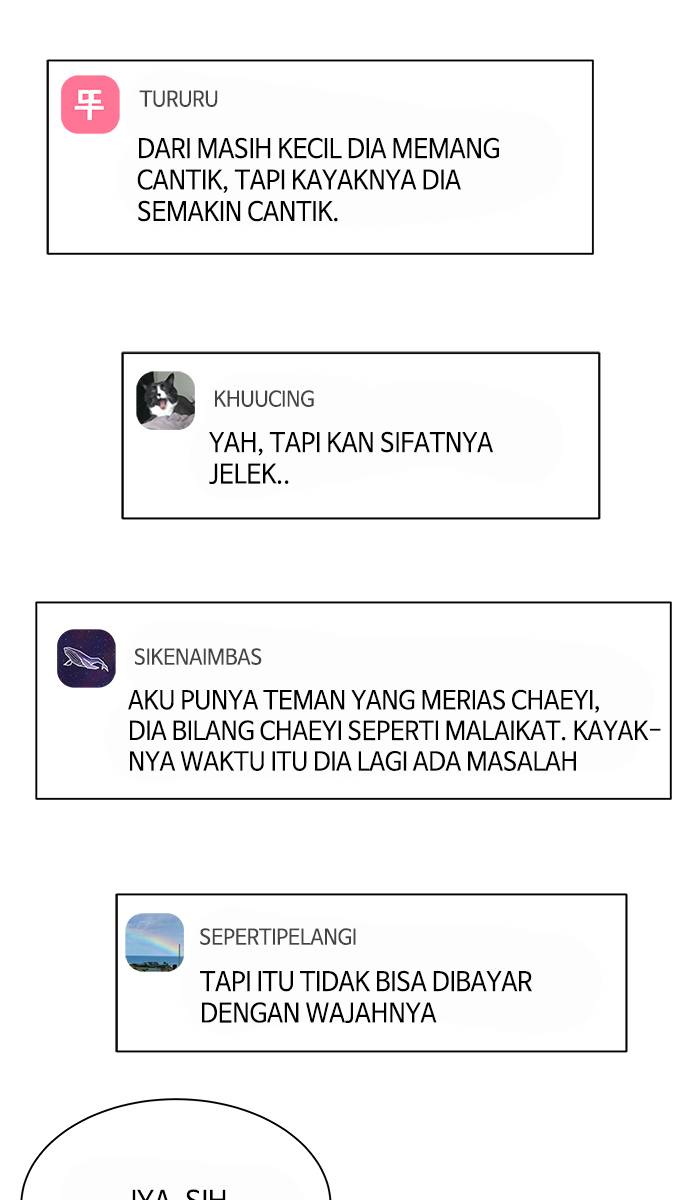 뚜
TURURU
DARI MASIH KECIL DIA MEMANG
CANTIK, TAPI KAYAKNYA DIA
SEMAKIN CANTIK.
KHUUCING
YAH, TAPI KAN SIFATNYA
JELEK..
SIKENAIMBAS
AKU PUNYA TEMAN YANG MERIAS CHAEYI,
DIA BILANG CHAEYI SEPERTI MALAIKAT. KAYAK-
NYA WAKTU ITU DIA LAGI ADA MASALAH
SEPERTIPELANGI
TAPI ITU TIDAK BISA DIBAYAR
DENGAN WAJAHNYA
IYA, SIH